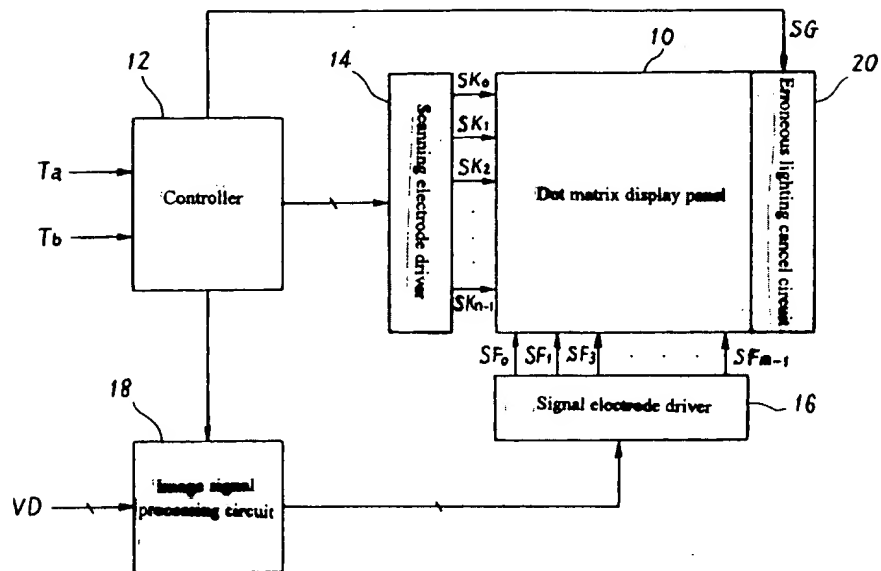 SG
12
14
10
20
Ta
Tb
Controller
Scanning electrode driver
SK₀
SK₁
SK₂
SKₙ₋₁
Dot matrix display panel
Erroneous lighting cancel circuit
SF₀ SF₁ SF₃ . . . . . SFm-1
Signal electrode driver
16
18
VD
Image signal
processing circuit